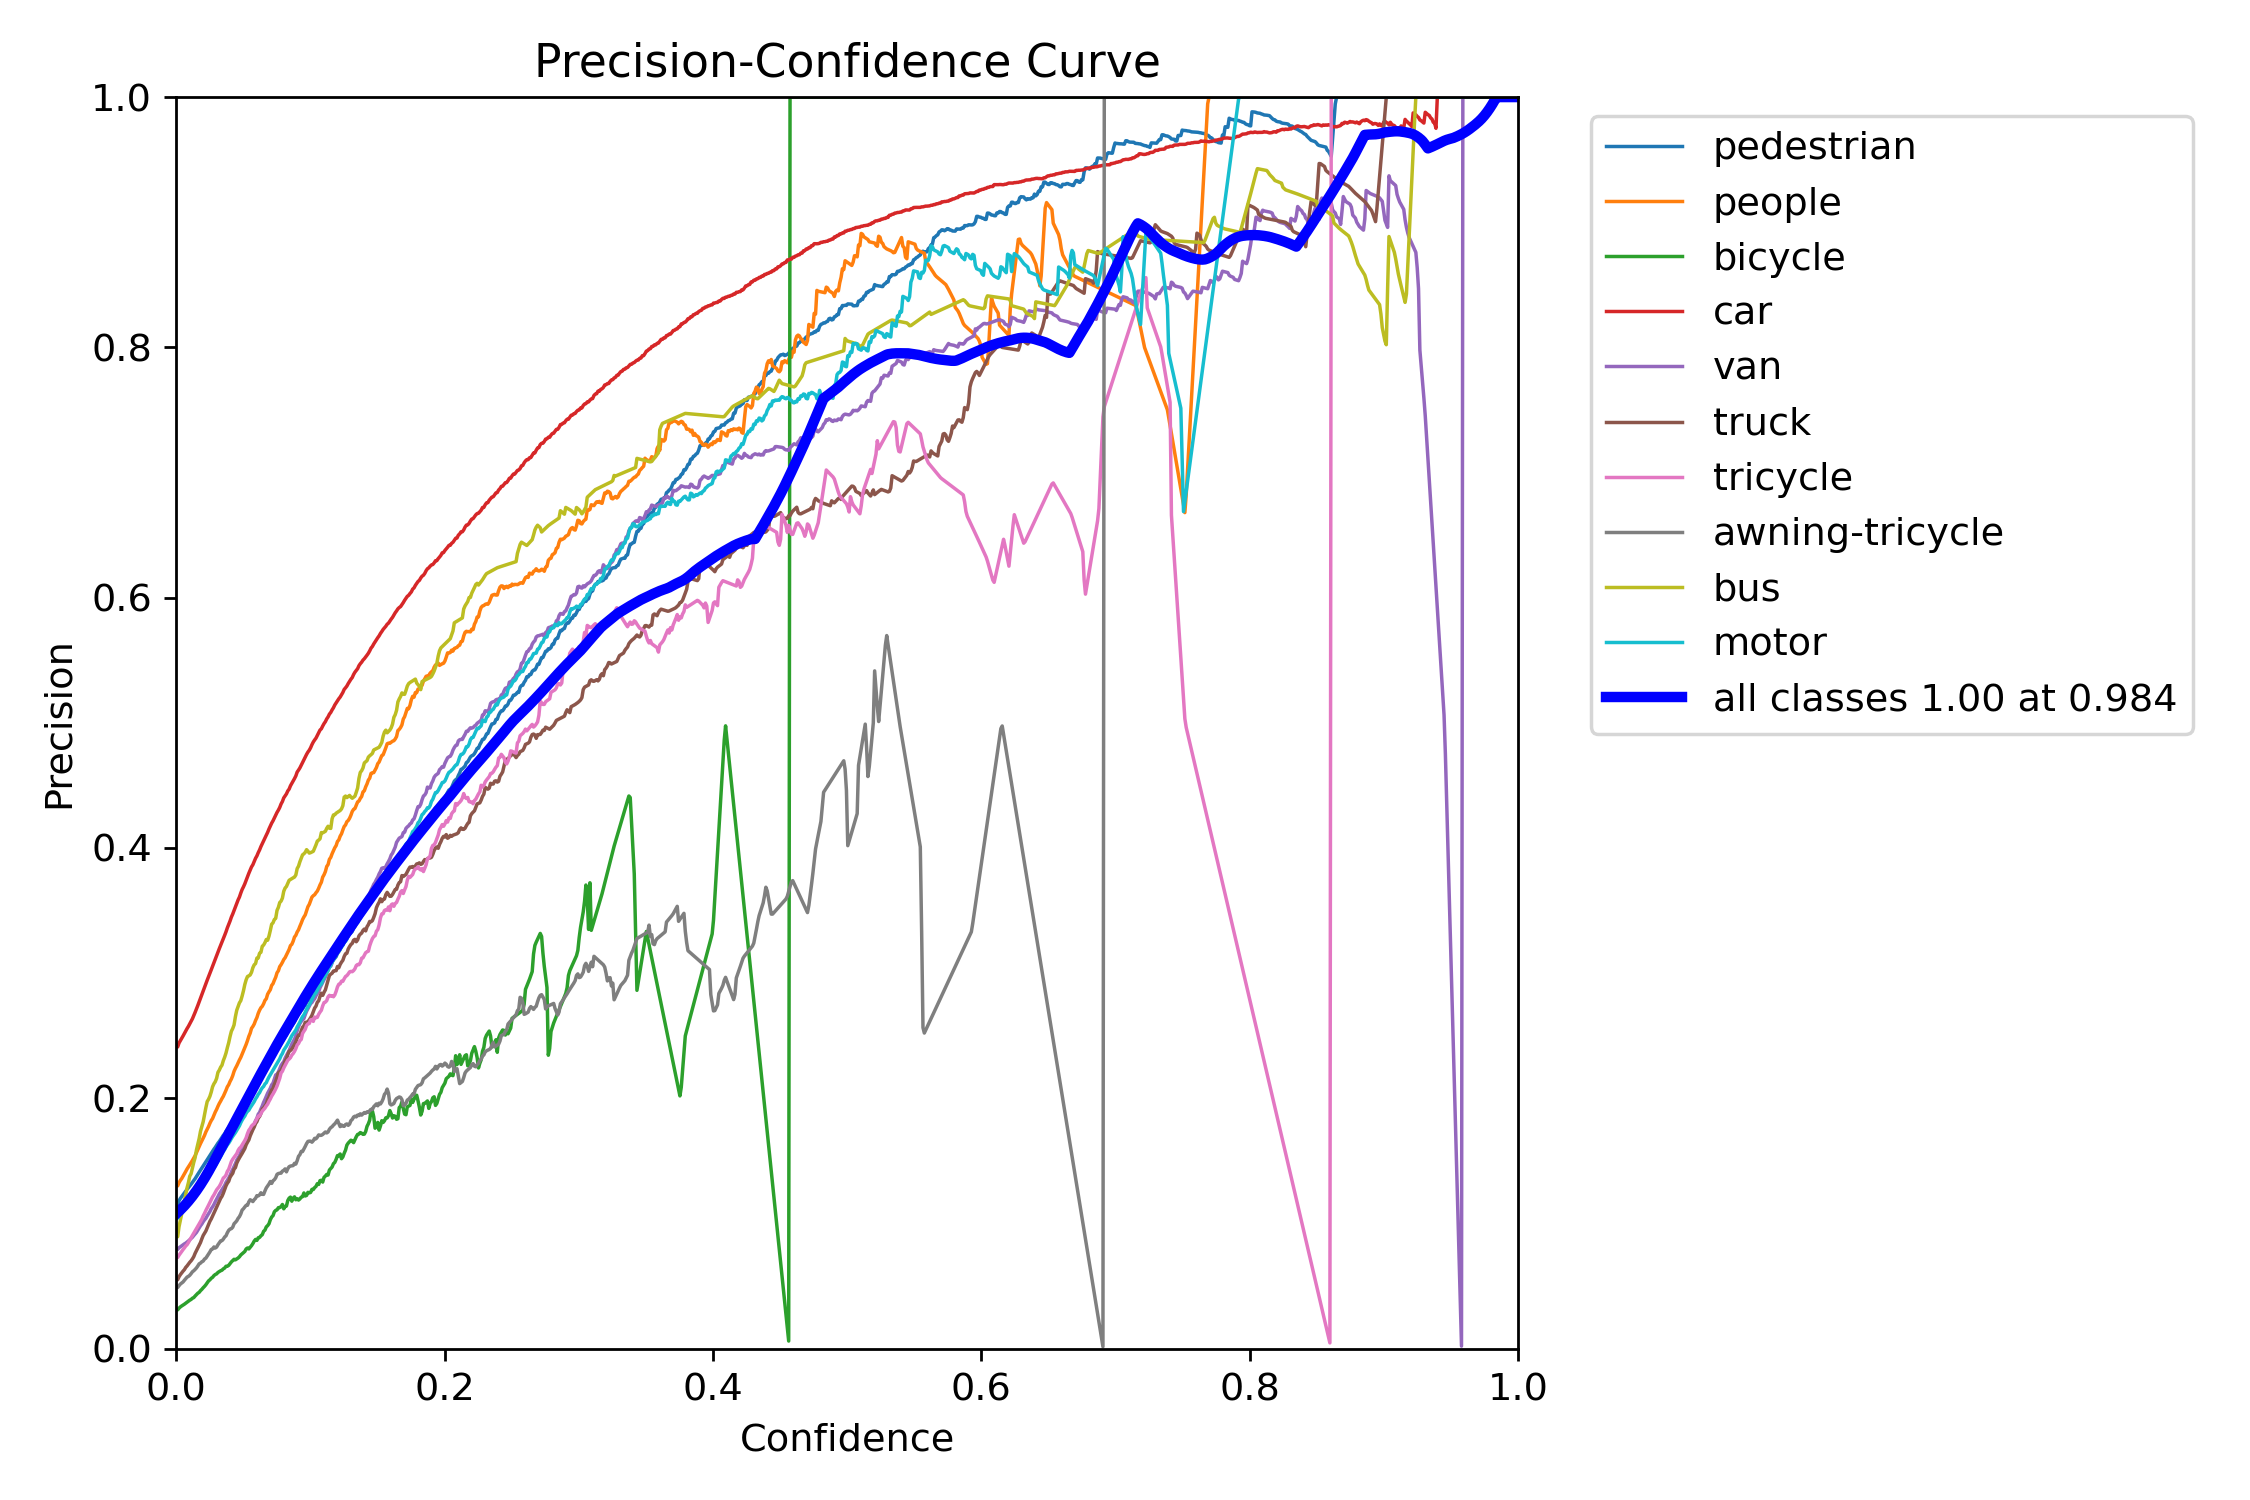 Precision-Confidence Curve
1.0
0.8
0.6
0.4
0.2
0.0
Precision
0.0 0.2 0.4 0.6 0.8 1.0
Confidence
pedestrian
people
bicycle
car
van
truck
tricycle
awning-tricycle
bus
motor
all classes 1.00 at 0.984